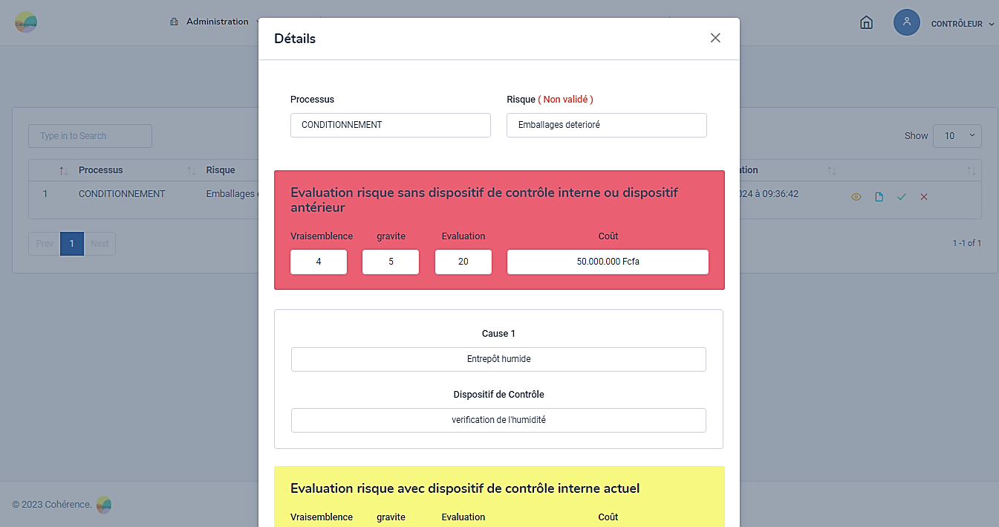 Cohérence
Administration
CONTRÔLEUR
Détails
Processus
Risque ( Non validé )
CONDITIONNEMENT
Emballages deterioré
Type in to Search
Show
10
Processus
Risque
ation
1
CONDITIONNEMENT
Emballages
024 à 09:36:42
Prev
1
Next
1 -1 of 1
Evaluation risque sans dispositif de contrôle interne ou dispositif
antérieur
Vraisemblence
gravite
Evaluation
Coût
4
5
20
50.000.000 Fcfa
Cause 1
Entrepôt humide
Dispositif de Contrôle
verification de l'humidité
Evaluation risque avec dispositif de contrôle interne actuel
Vraisemblence
gravite
Evaluation
Coût
© 2023 Cohérence.